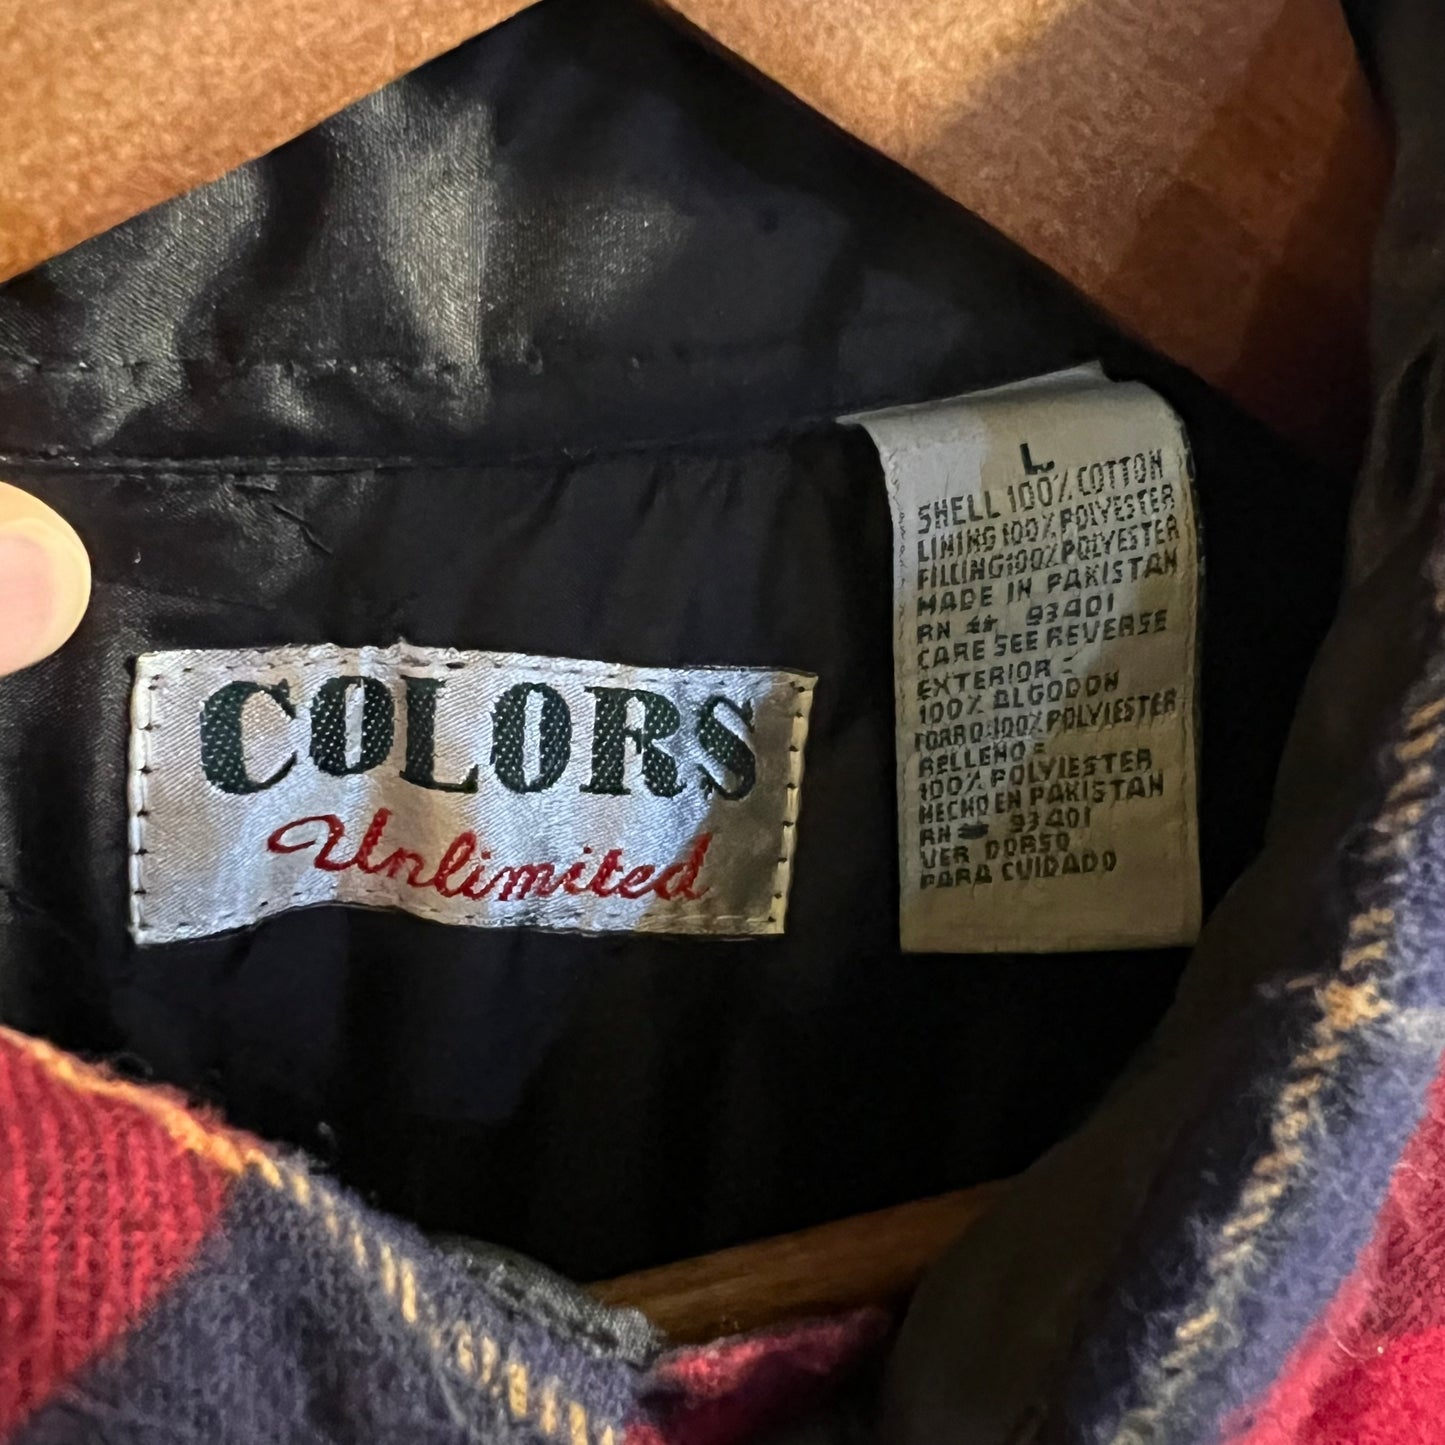 COLORS
Unlimited
L
SHELL 100% COTTON
LINING 100% POLYESTER
FILLING 100% POLYESTER
MADE IN PAKISTAN
RN # 93401
CARE SEE REVERSE
EXTERIOR =
100% ALGODON
FORRO:100% POLYIESTER
RELLENO =
100% POLYIESTER
HECHO EN PAKISTAN
RN # 93401
VER DORSO
PARA CUIDADO